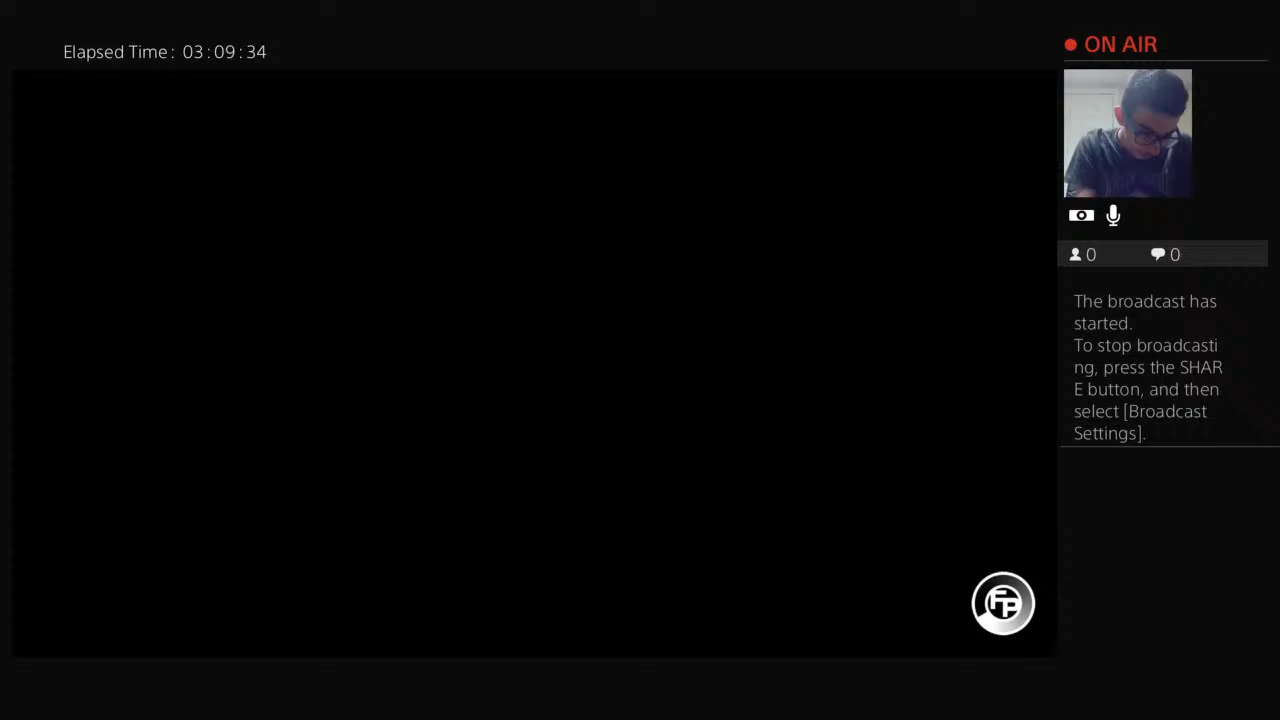 Elapsed Time: 03:09:34
ON AIR
0 0
The broadcast has
started.
To stop broadcasti
ng, press the SHAR
E button, and then
select [Broadcast
Settings].
FP